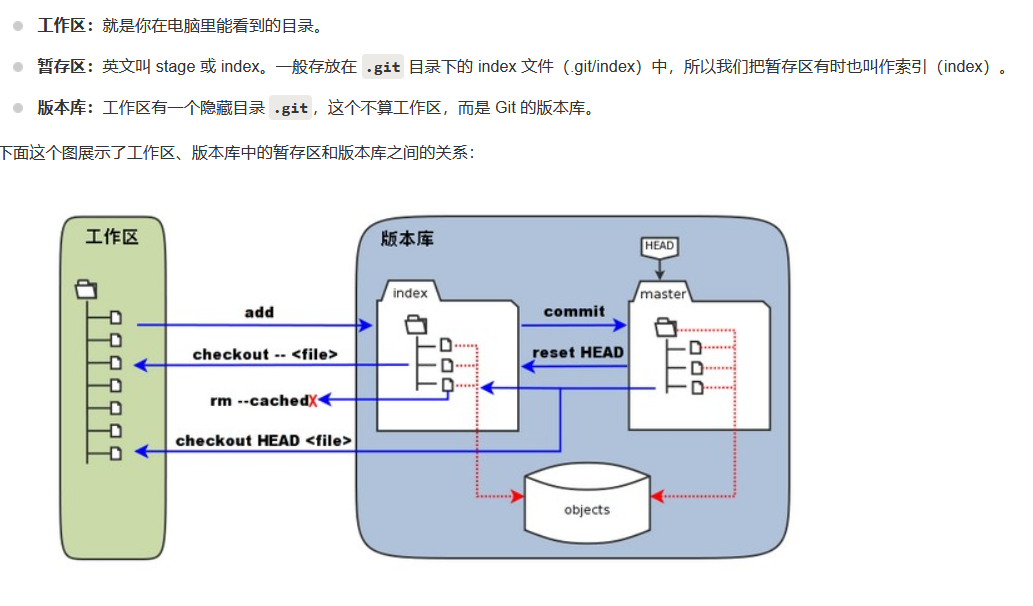 工作区：就是你在电脑里能看到的目录。
暂存区：英文叫 stage 或 index。一般存放在 .git 目录下的 index 文件（.git/index）中，所以我们把暂存区有时也叫作索引（index）。
版本库：工作区有一个隐藏目录 .git，这个不算工作区，而是 Git 的版本库。
下面这个图展示了工作区、版本库中的暂存区和版本库之间的关系：
工作区
版本库
HEAD
index
master
add
commit
checkout -- <file>
reset HEAD
rm --cached
X
checkout HEAD <file>
objects